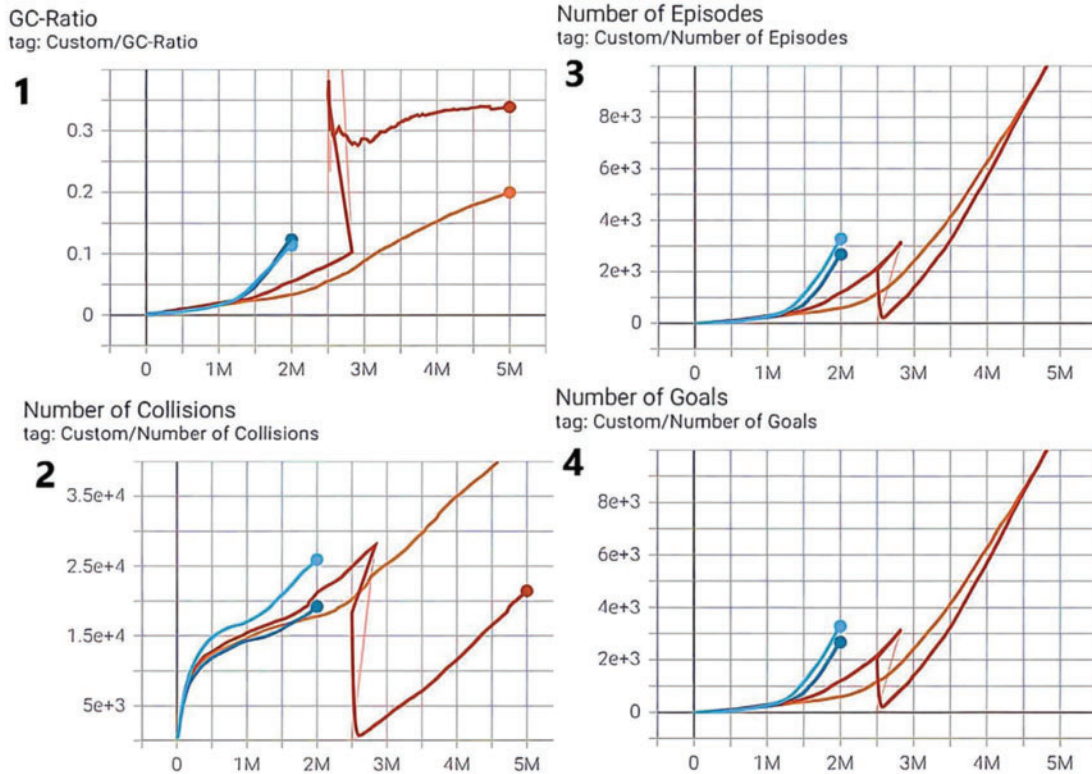 GC-Ratio
tag: Custom/GC-Ratio
1
0.3
0.2
0.1
0
0 1M 2M 3M 4M 5M
Number of Collisions
tag: Custom/Number of Collisions
2
3.5e+4
2.5e+4
1.5e+4
5e+3
0 1M 2M 3M 4M 5M
Number of Episodes
tag: Custom/Number of Episodes
3
8e+3
6e+3
4e+3
2e+3
0
0 1M 2M 3M 4M 5M
Number of Goals
tag: Custom/Number of Goals
4
8e+3
6e+3
4e+3
2e+3
0
0 1M 2M 3M 4M 5M